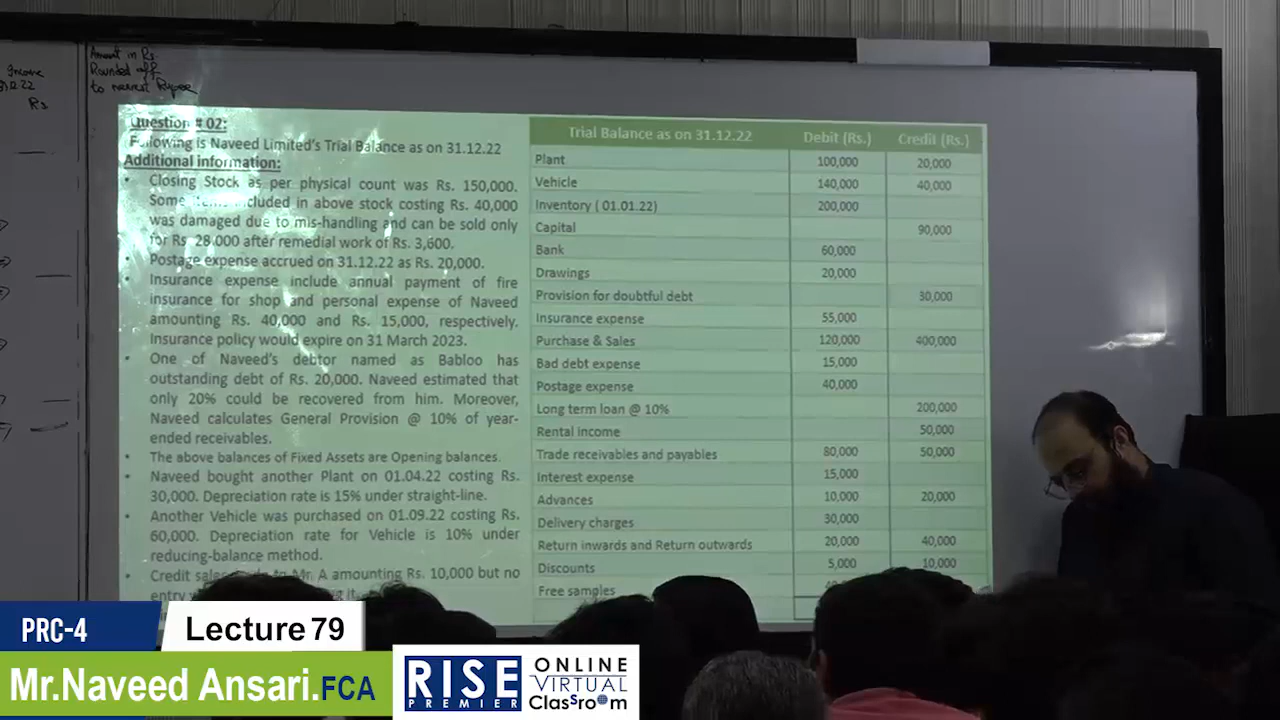 Income
31.12.22
Rs
Amount in Rs.
Rounded off
to nearest Rupee
Question # 02:
Following is Naveed Limited's Trial Balance as on 31.12.22
Additional information:
• Closing Stock as per physical count was Rs. 150,000.
Some items included in above stock costing Rs. 40,000
was damaged due to mis-handling and can be sold only
for Rs. 28,000 after remedial work of Rs. 3,600.
• Postage expense accrued on 31.12.22 as Rs. 20,000.
• Insurance expense include annual payment of fire
insurance for shop and personal expense of Naveed
amounting Rs. 40,000 and Rs. 15,000, respectively.
Insurance policy would expire on 31 March 2023.
• One of Naveed's debtor named as Babloo has
outstanding debt of Rs. 20,000. Naveed estimated that
only 20% could be recovered from him. Moreover,
Naveed calculates General Provision @ 10% of year-
ended receivables.
• The above balances of Fixed Assets are Opening balances.
• Naveed bought another Plant on 01.04.22 costing Rs.
30,000. Depreciation rate is 15% under straight-line.
• Another Vehicle was purchased on 01.09.22 costing Rs.
60,000. Depreciation rate for Vehicle is 10% under
reducing-balance method.
• Credit sales Mr. A amounting Rs. 10,000 but no
entry it.
Trial Balance as on 31.12.22 Debit (Rs.) Credit (Rs.)
Plant 100,000 20,000
Vehicle 140,000 40,000
Inventory ( 01.01.22) 200,000
Capital 90,000
Bank 60,000
Drawings 20,000
Provision for doubtful debt 30,000
Insurance expense 55,000
Purchase & Sales 120,000 400,000
Bad debt expense 15,000
Postage expense 40,000
Long term loan @ 10% 200,000
Rental income 50,000
Trade receivables and payables 80,000 50,000
Interest expense 15,000
Advances 10,000 20,000
Delivery charges 30,000
Return inwards and Return outwards 20,000 40,000
Discounts 5,000 10,000
Free samples
PRC-4
Lecture 79
Mr.Naveed Ansari.FCA
RISE
PREMIER
ONLINE
VIRTUAL
Classroom